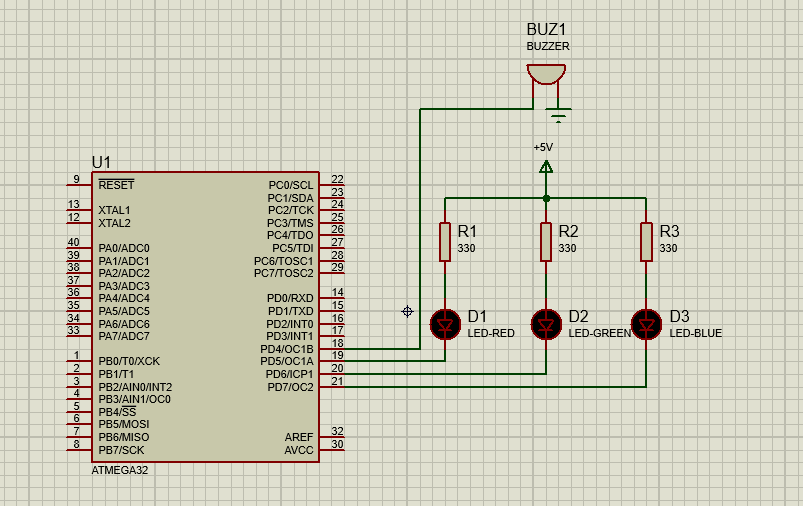 BUZ1
BUZZER
+5V
U1
9 RESET PC0/SCL 22
PC1/SDA 23
13 XTAL1 PC2/TCK 24
12 XTAL2 PC3/TMS 25
PC4/TDO 26
40 PA0/ADC0 PC5/TDI 27
39 PA1/ADC1 PC6/TOSC1 28
38 PA2/ADC2 PC7/TOSC2 29
37 PA3/ADC3
36 PA4/ADC4 PD0/RXD 14
35 PA5/ADC5 PD1/TXD 15
34 PA6/ADC6 PD2/INT0 16
33 PA7/ADC7 PD3/INT1 17
PD4/OC1B 18
1 PB0/T0/XCK PD5/OC1A 19
2 PB1/T1 PD6/ICP1 20
3 PB2/AIN0/INT2 PD7/OC2 21
4 PB3/AIN1/OC0
5 PB4/SS
6 PB5/MOSI
7 PB6/MISO AREF 32
8 PB7/SCK AVCC 30
ATMEGA32
R1 R2 R3
330 330 330
D1 D2 D3
LED-RED LED-GREEN LED-BLUE